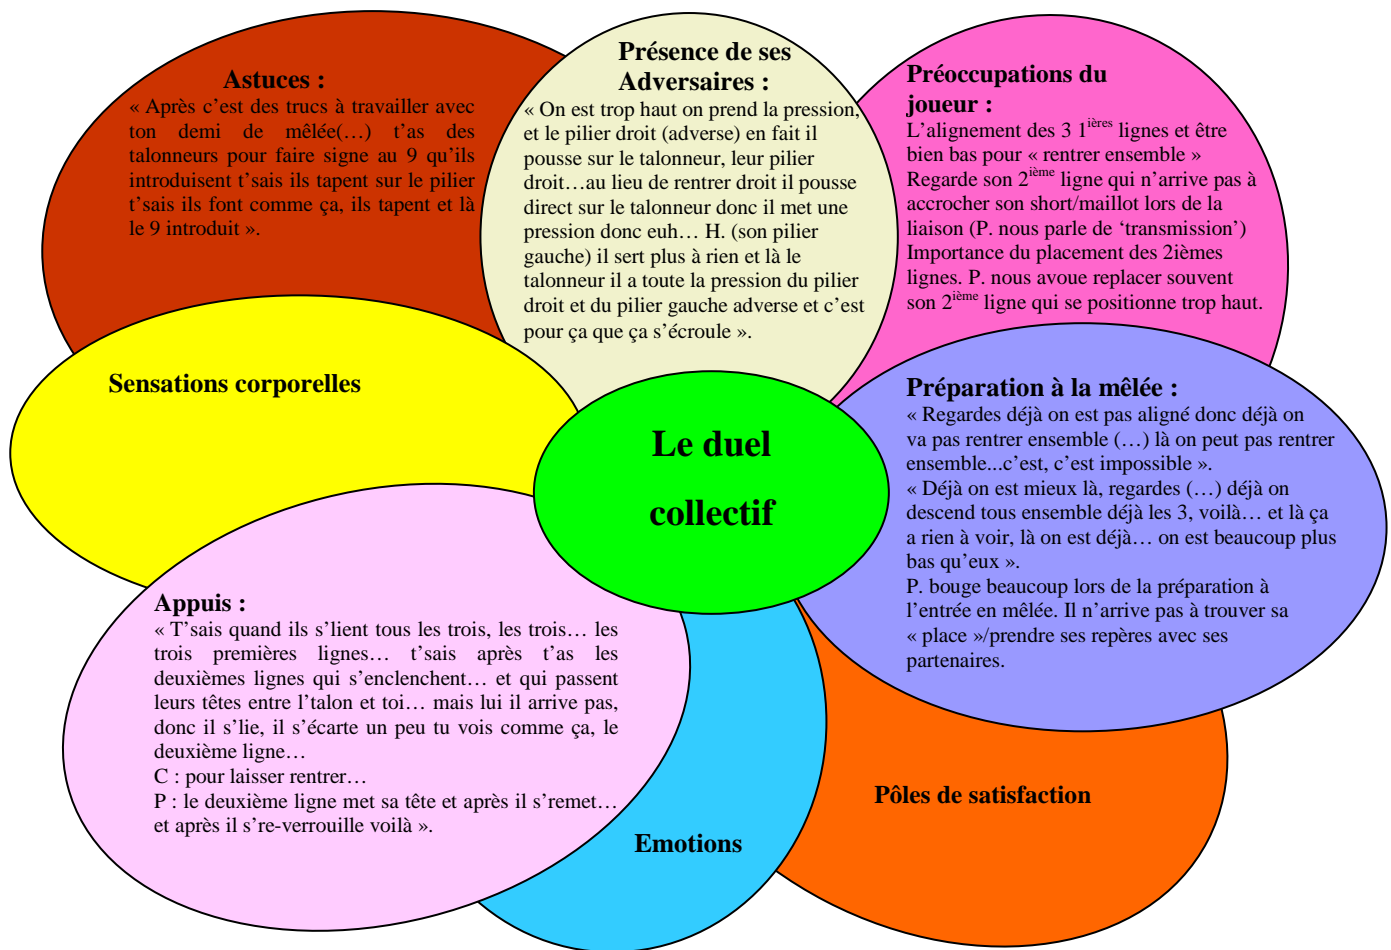 Astuces :
« Après c’est des trucs à travailler avec
ton demi de mêlée(…) t’as des
talonneurs pour faire signe au 9 qu’ils
introduisent t’sais ils tapent sur le pilier
t’sais ils font comme ça, ils tapent et là
le 9 introduit ».
Présence de ses
Adversaires :
« On est trop haut on prend la pression,
et le pilier droit (adverse) en fait il
pousse sur le talonneur, leur pilier
droit…au lieu de rentrer droit il pousse
direct sur le talonneur donc il met une
pression donc euh… H. (son pilier
gauche) il sert plus à rien et là le
talonneur il a toute la pression du pilier
droit et du pilier gauche adverse et c’est
pour ça que ça s’écroule ».
Préoccupations du
joueur :
L’alignement des 3 1ières lignes et être
bien bas pour « rentrer ensemble »
Regarde son 2ième ligne qui n’arrive pas à
accrocher son short/maillot lors de la
liaison (P. nous parle de ‘transmission’)
Importance du placement des 2ièmes
lignes. P. nous avoue replacer souvent
son 2ième ligne qui se positionne trop haut.
Sensations corporelles
Le duel
collectif
Préparation à la mêlée :
« Regardes déjà on est pas aligné donc déjà on
va pas rentrer ensemble (…) là on peut pas rentrer
ensemble...c’est, c’est impossible ».
« Déjà on est mieux là, regardes (…) déjà on
descend tous ensemble déjà les 3, voilà… et là ça
a rien à voir, là on est déjà… on est beaucoup plus
bas qu’eux ».
P. bouge beaucoup lors de la préparation à
l’entrée en mêlée. Il n’arrive pas à trouver sa
« place »/prendre ses repères avec ses
partenaires.
Appuis :
« T’sais quand ils s’lient tous les trois, les trois… les
trois premières lignes… t’sais après t’as les
deuxièmes lignes qui s’enclenchent… et qui passent
leurs têtes entre l’talon et toi… mais lui il arrive pas,
donc il s’lie, il s’écarte un peu tu vois comme ça, le
deuxième ligne…
C : pour laisser rentrer…
P : le deuxième ligne met sa tête et après il s’remet…
et après il s’re-verrouille voilà ».
Emotions
Pôles de satisfaction